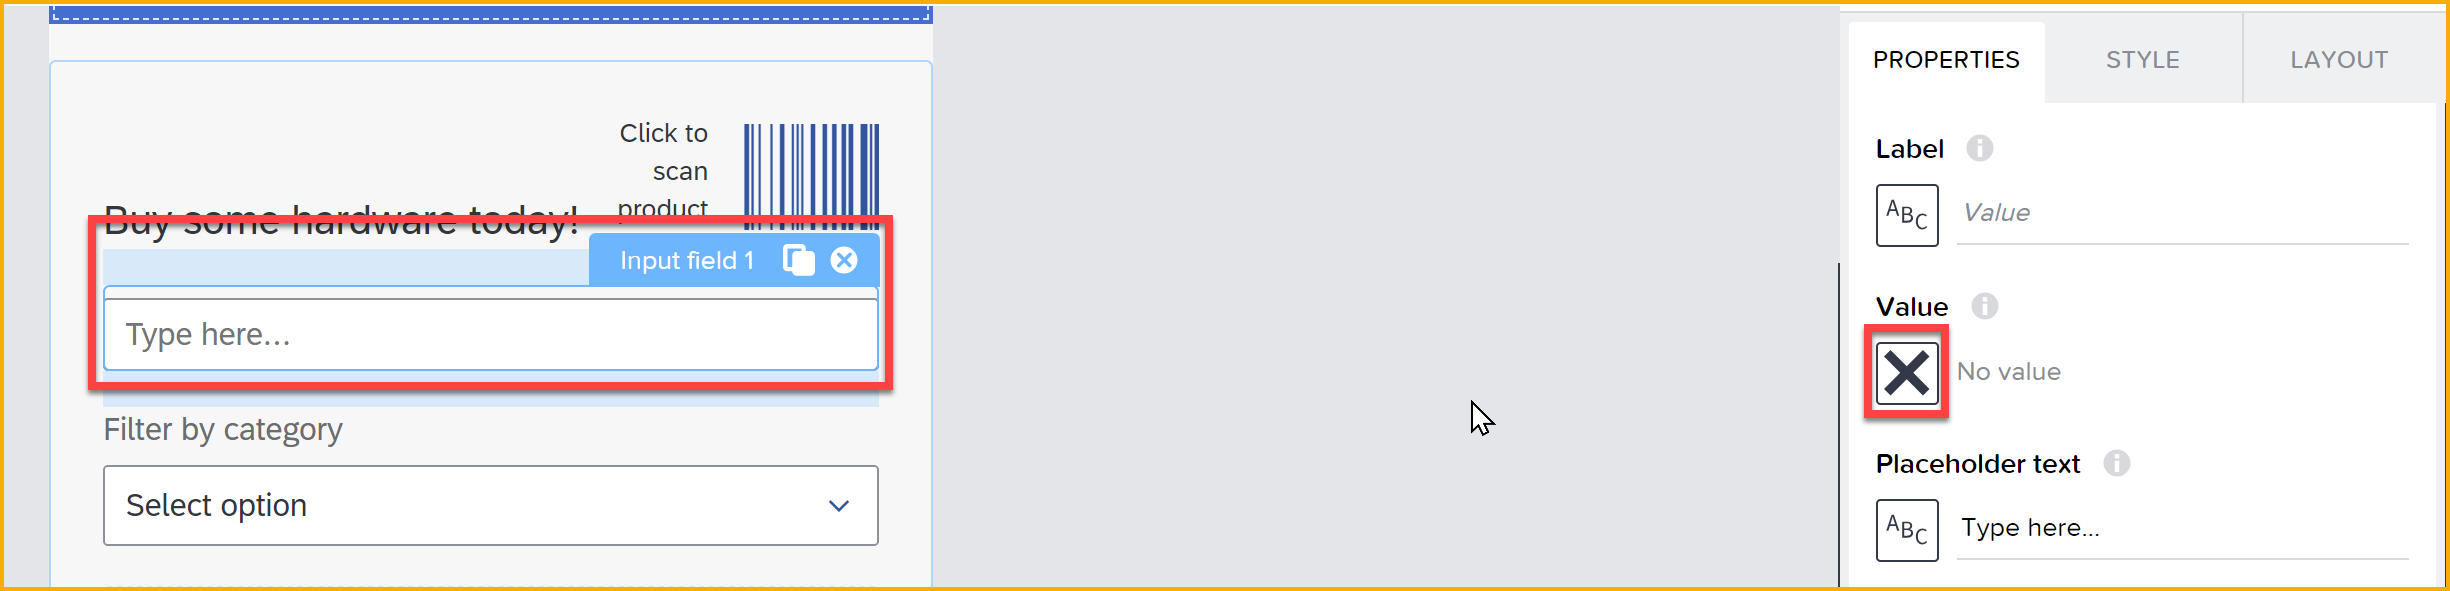 Click to
scan
product
Buy some hardware today!
Input field 1
Type here...
Filter by category
Select option
PROPERTIES
STYLE
LAYOUT
Label
ABC
Value
Value
No value
Placeholder text
ABC
Type here...